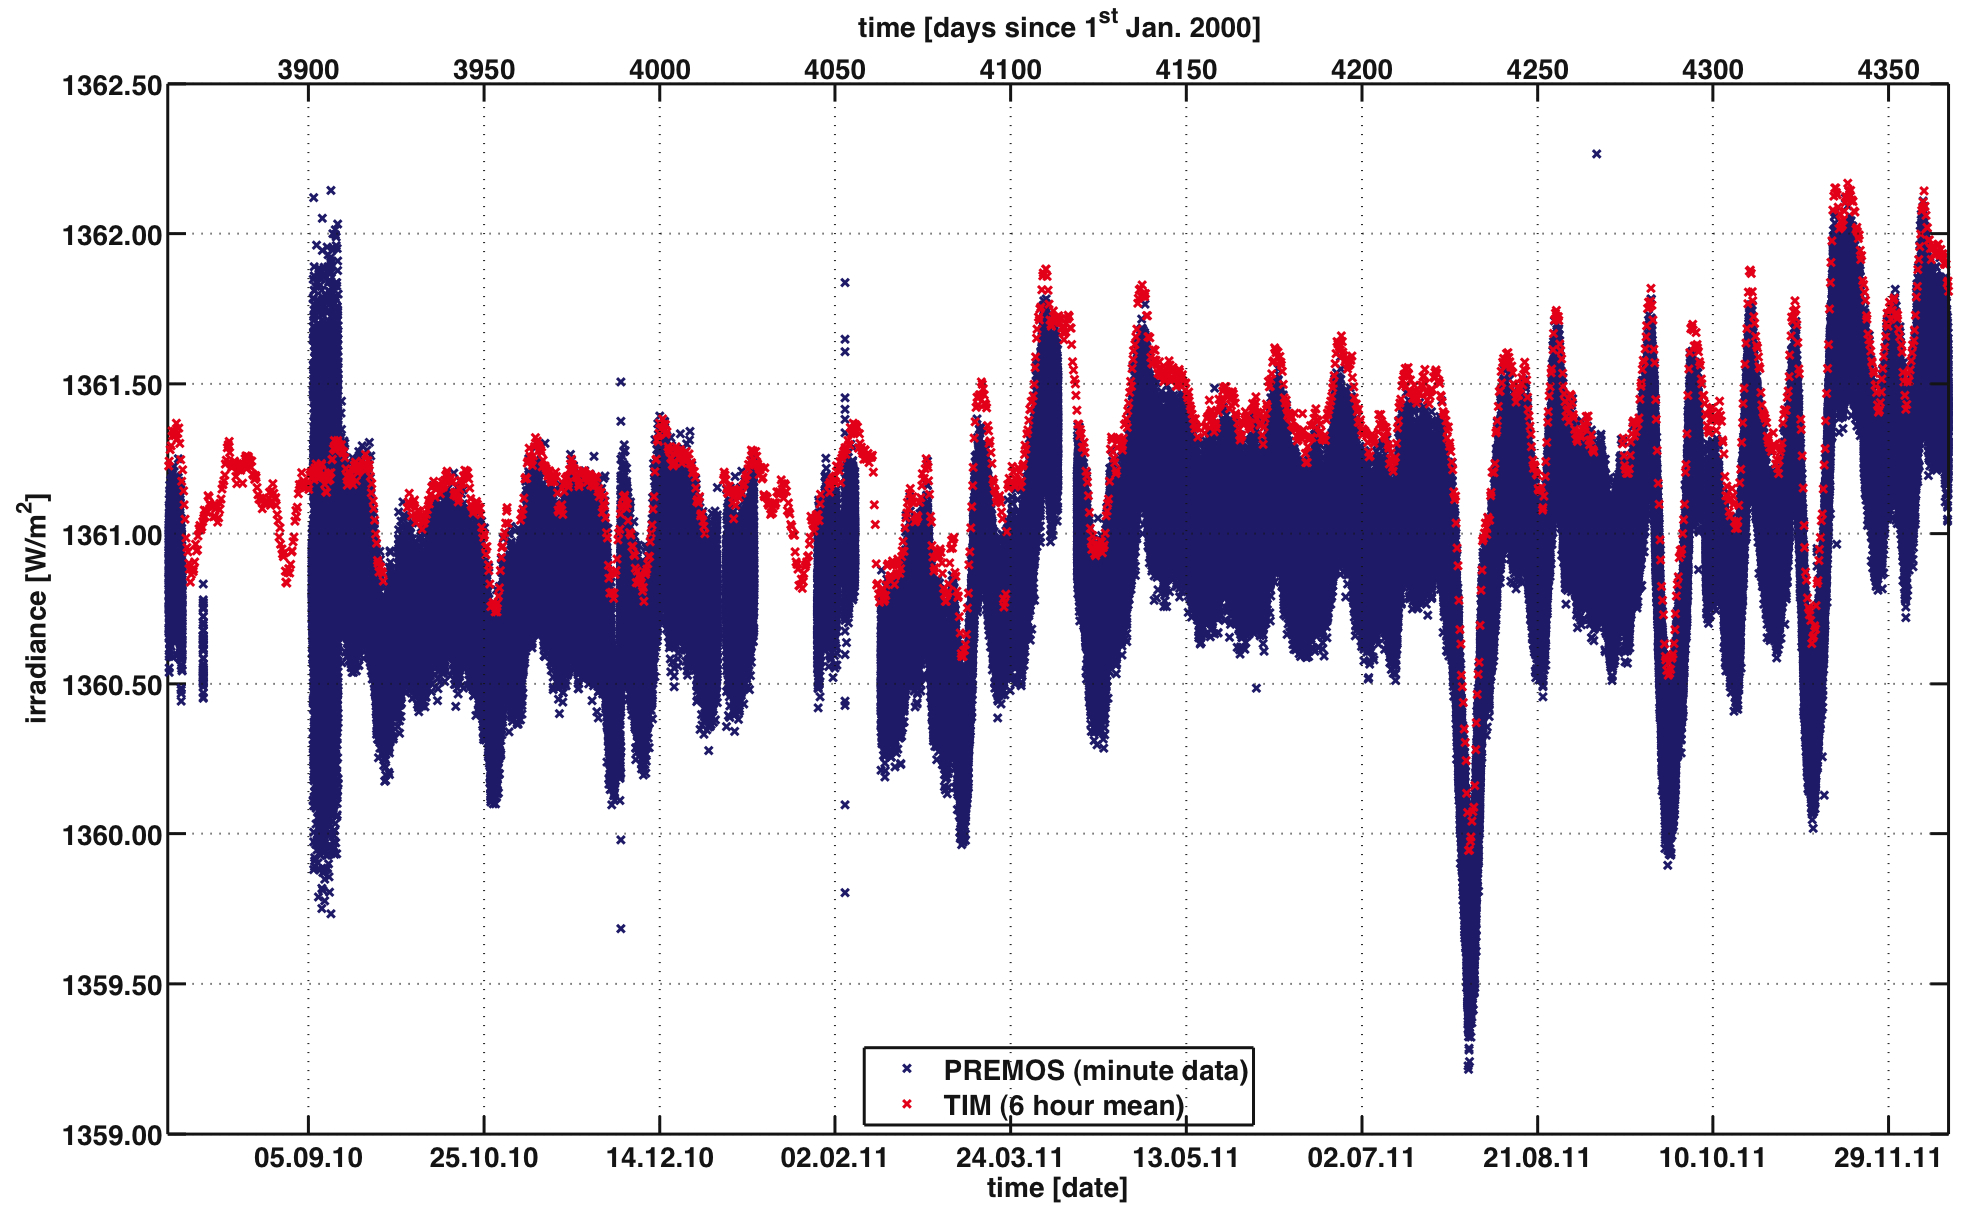 time [days since 1st Jan. 2000]
3900 3950 4000 4050 4100 4150 4200 4250 4300 4350
1362.50
1362.00
1361.50
1361.00
1360.50
1360.00
1359.50
1359.00
irradiance [W/m2]
PREMOS (minute data)
TIM (6 hour mean)
05.09.10 25.10.10 14.12.10 02.02.11 24.03.11 13.05.11 02.07.11 21.08.11 10.10.11 29.11.11
time [date]